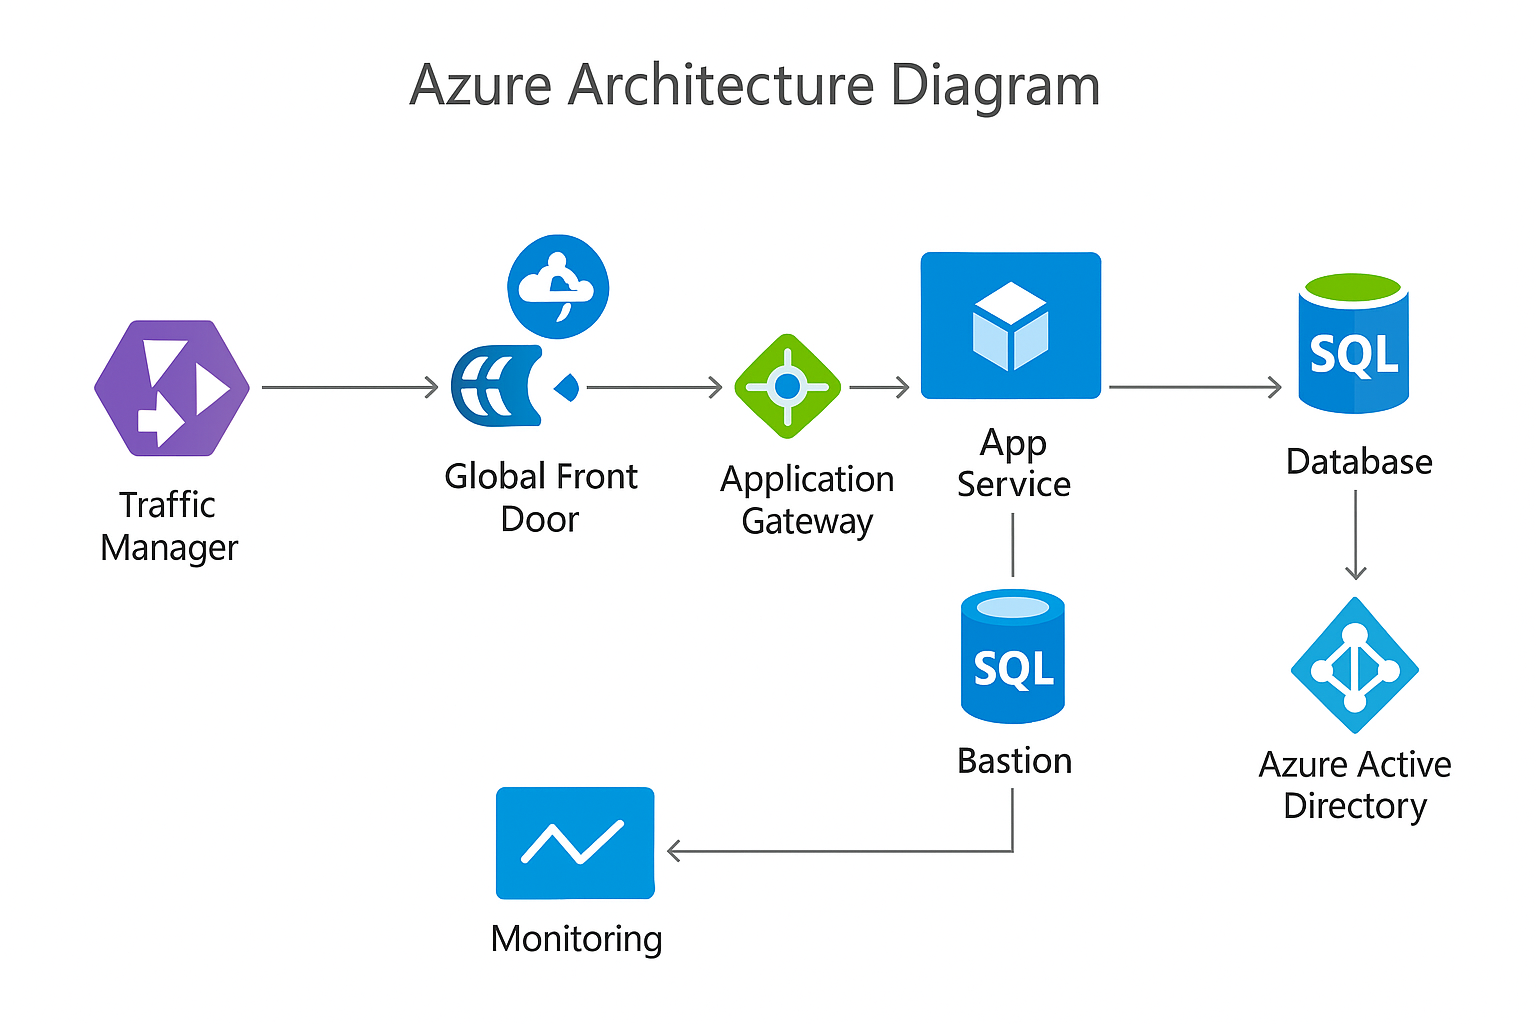 Azure Architecture Diagram
Traffic
Manager
Global Front
Door
Application
Gateway
App
Service
SQL
Database
SQL
Bastion
Azure Active
Directory
Monitoring